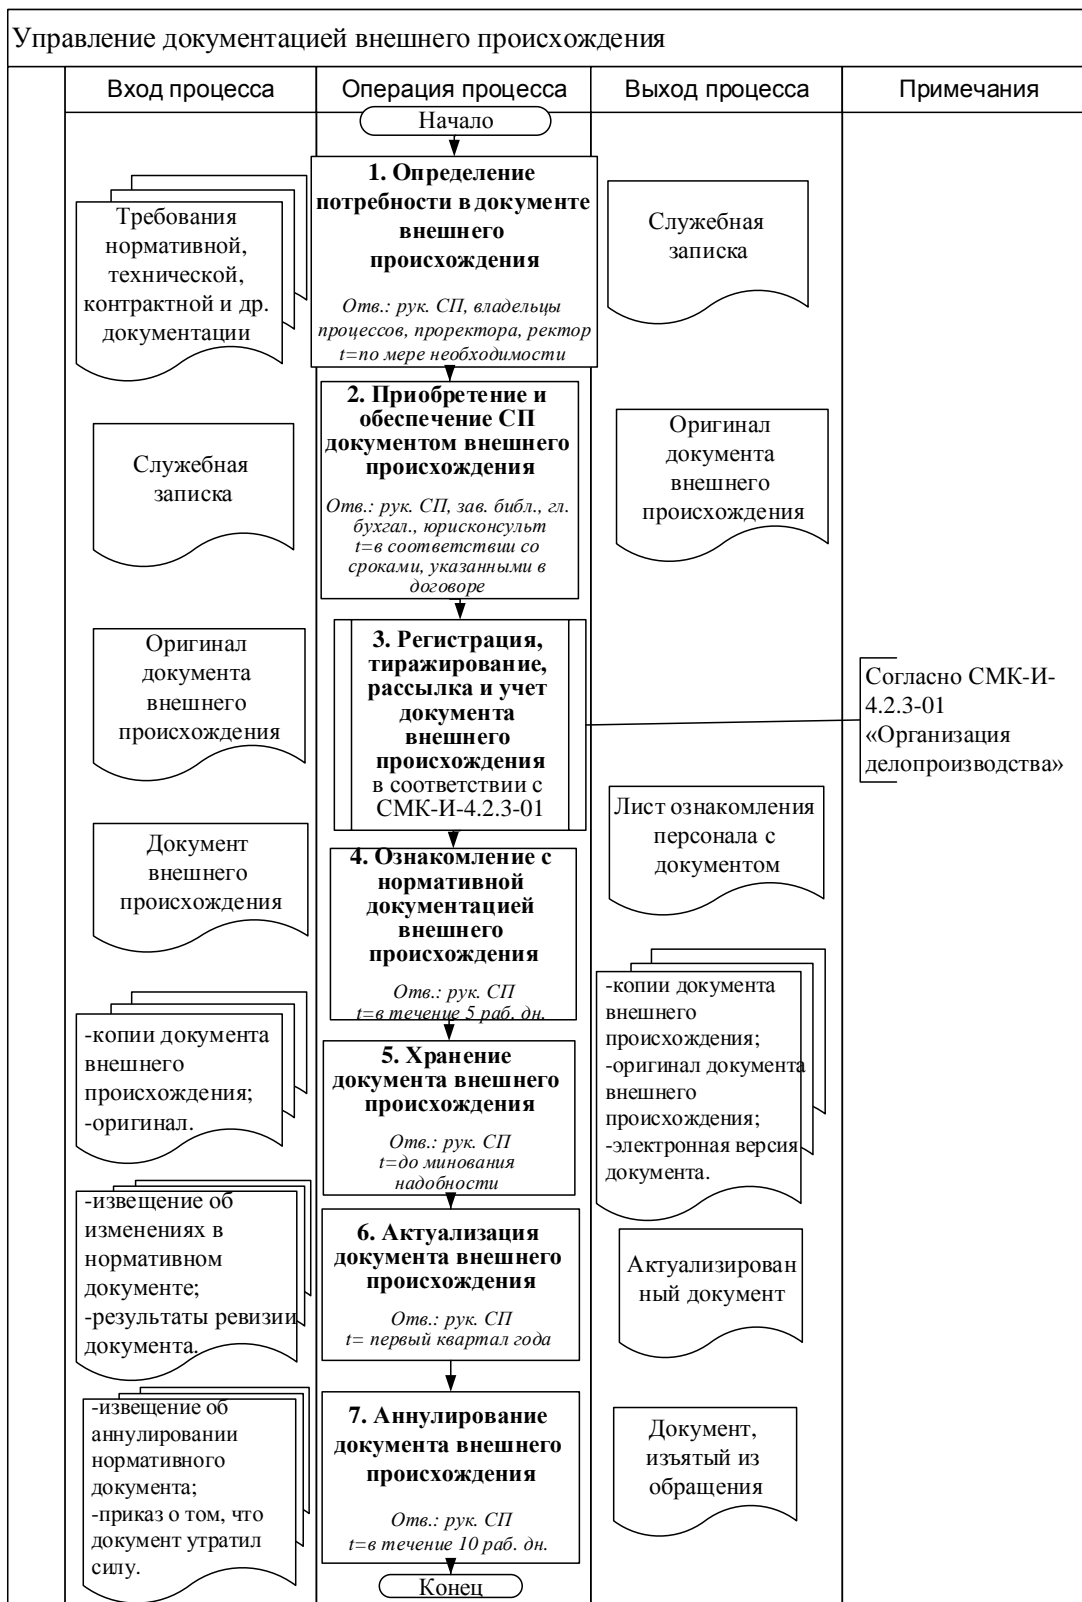 Управление документацией внешнего происхождения
Вход процесса
Операция процесса
Выход процесса
Примечания
Начало
Требования
нормативной,
технической,
контрактной и др.
документации
1. Определение
потребности в документе
внешнего
происхождения
Отв.: рук. СП, владельцы
процессов, проректора, ректор
t=по мере необходимости
Служебная
записка
Служебная
записка
2. Приобретение и
обеспечение СП
документом внешнего
происхождения
Отв.: рук. СП, зав. библ., гл.
бухгал., юрисконсульт
t=в соответствии со
сроками, указанными в
договоре
Оригинал
документа
внешнего
происхождения
Оригинал
документа
внешнего
происхождения
3. Регистрация,
тиражирование,
рассылка и учет
документа
внешнего
происхождения
в соответствии с
СМК-И-4.2.3-01
Согласно СМК-И-
4.2.3-01
«Организация
делопроизводства»
Документ
внешнего
происхождения
4. Ознакомление с
нормативной
документацией
внешнего
происхождения
Отв.: рук. СП
t=в течение 5 раб. дн.
Лист ознакомления
персонала с
документом
-копии документа
внешнего
происхождения;
-оригинал.
5. Хранение
документа внешнего
происхождения
Отв.: рук. СП
t=до минования
надобности
-копии документа
внешнего
происхождения;
-оригинал документа
внешнего
происхождения;
-электронная версия
документа.
-извещение об
изменениях в
нормативном
документе;
-результаты ревизии
документа.
6. Актуализация
документа внешнего
происхождения
Отв.: рук. СП
t= первый квартал года
Актуализирован
ный документ
-извещение об
аннулировании
нормативного
документа;
-приказ о том, что
документ утратил
силу.
7. Аннулирование
документа внешнего
происхождения
Отв.: рук. СП
t=в течение 10 раб. дн.
Документ,
изъятый из
обращения
Конец